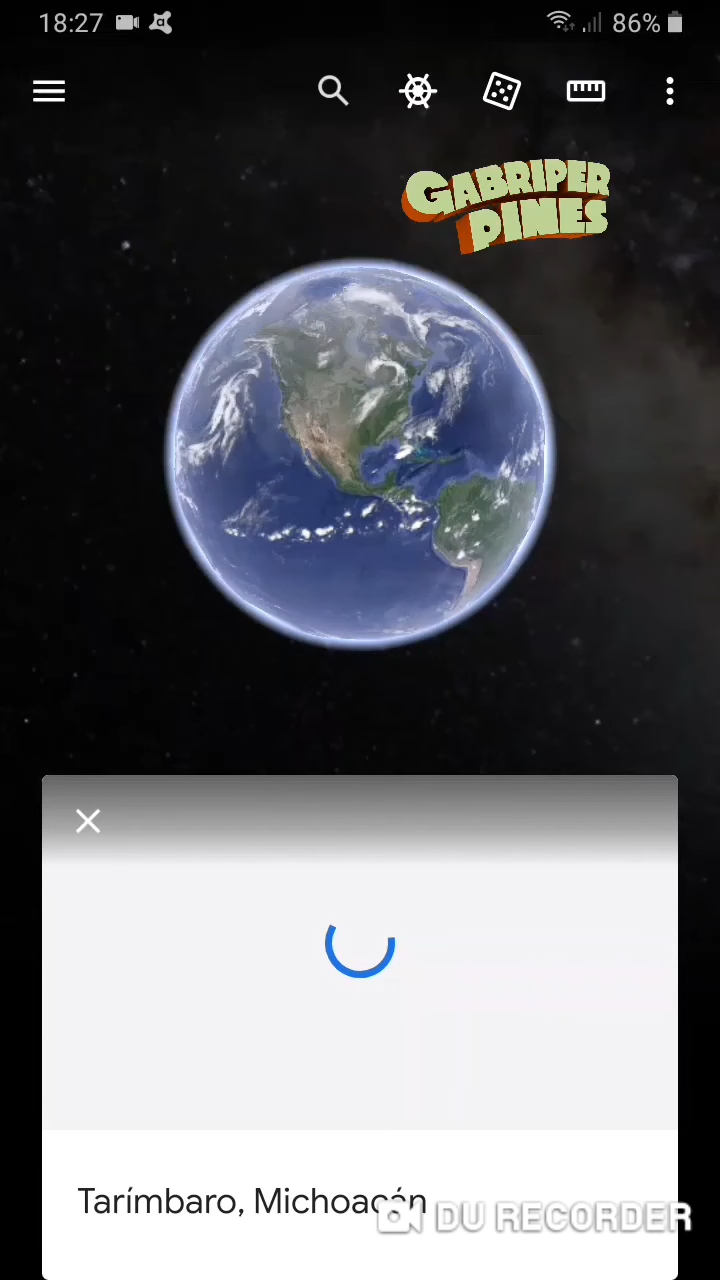 18:27
86%
GABRIPER
PINES
Tarímbaro, Michoacán
DU RECORDER